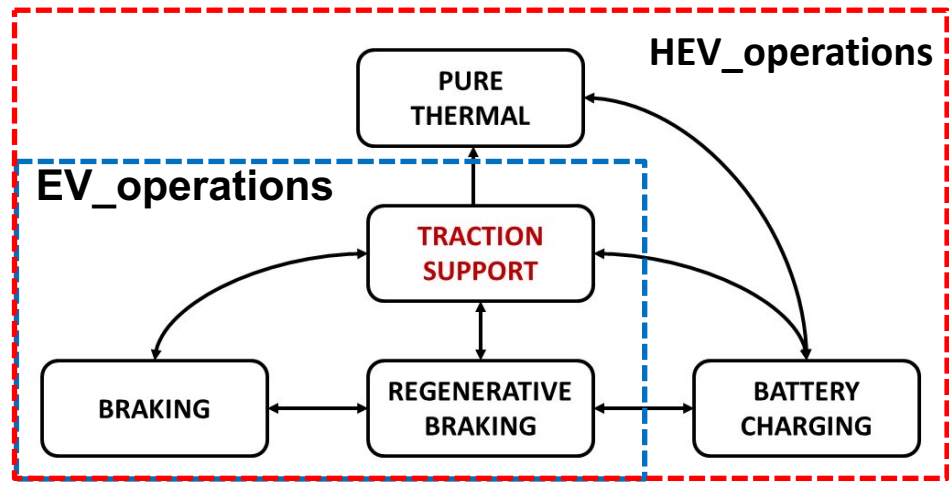 HEV_operations
PURE
THERMAL
EV_operations
TRACTION
SUPPORT
BRAKING
REGENERATIVE
BRAKING
BATTERY
CHARGING